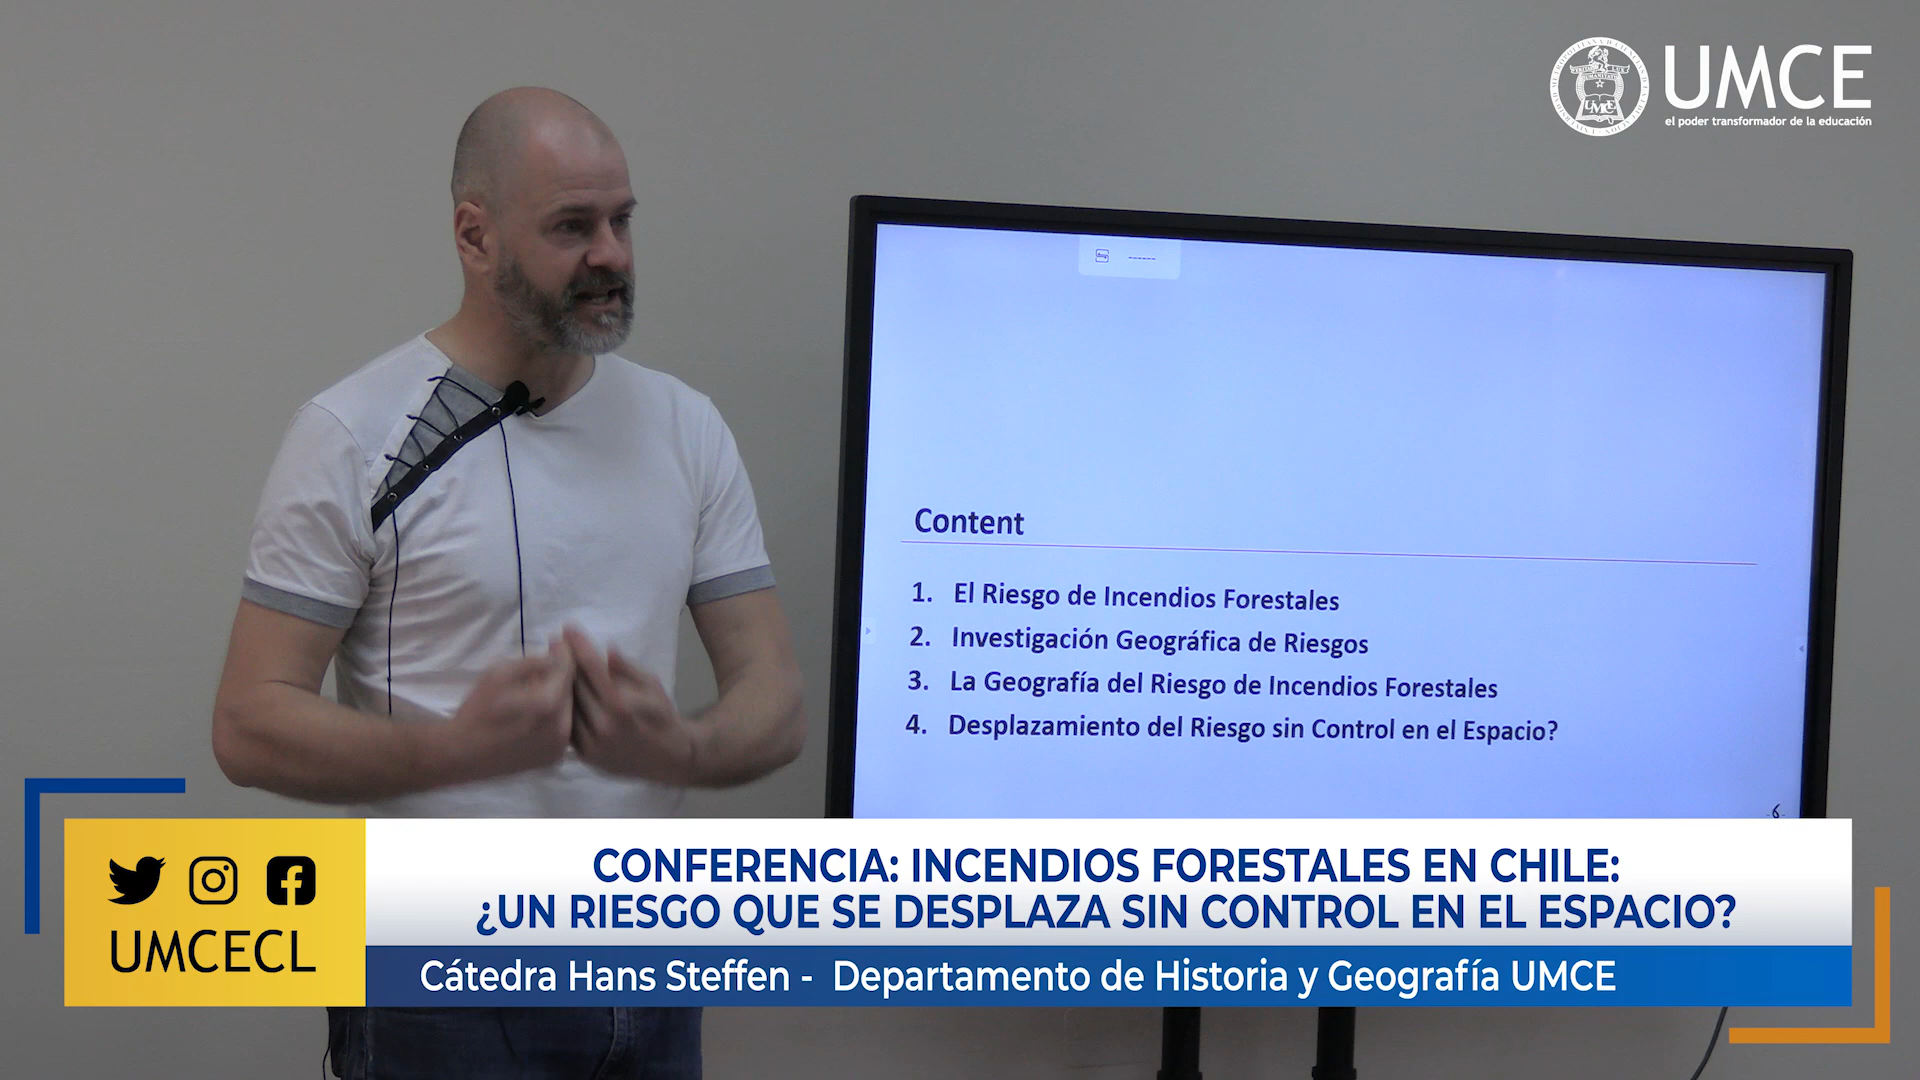 UMCE
el poder transformador de la educación
Content
1. El Riesgo de Incendios Forestales
2. Investigación Geográfica de Riesgos
3. La Geografía del Riesgo de Incendios Forestales
4. Desplazamiento del Riesgo sin Control en el Espacio?
6
CONFERENCIA: INCENDIOS FORESTALES EN CHILE:
¿UN RIESGO QUE SE DESPLAZA SIN CONTROL EN EL ESPACIO?
UMCECL
Cátedra Hans Steffen - Departamento de Historia y Geografía UMCE